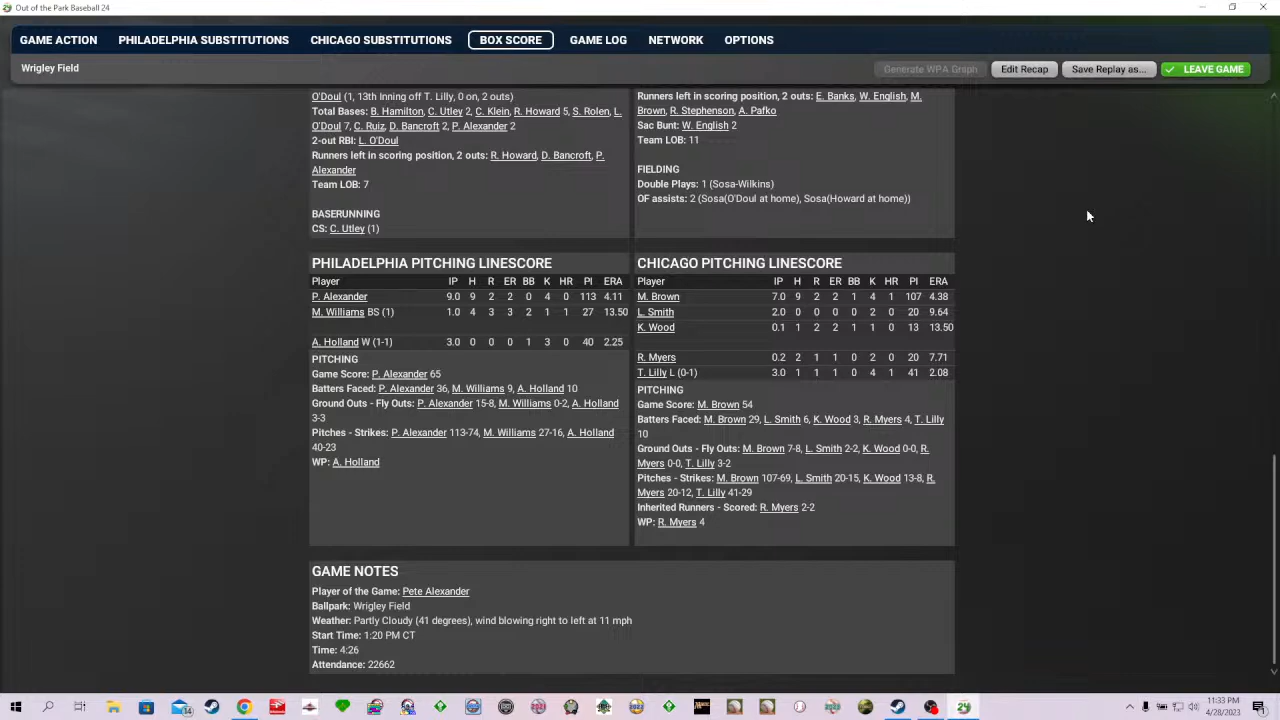 Out of the Park Baseball 24
GAME ACTION PHILADELPHIA SUBSTITUTIONS CHICAGO SUBSTITUTIONS BOX SCORE GAME LOG NETWORK OPTIONS
Wrigley Field Generate WPA Graph Edit Recap Save Replay as... LEAVE GAME
O'Doul (1, 13th Inning off T. Lilly, 0 on, 2 outs)
Total Bases: B. Hamilton, C. Utley 2, C. Klein, R. Howard 5, S. Rolen, L.
O'Doul 7, C. Ruiz, D. Bancroft 2, P. Alexander 2
2-out RBI: L. O'Doul
Runners left in scoring position, 2 outs: R. Howard, D. Bancroft, P.
Alexander
Team LOB: 7
BASERUNNING
CS: C. Utley (1)
Runners left in scoring position, 2 outs: E. Banks, W. English, M.
Brown, R. Stephenson, A. Pafko
Sac Bunt: W. English 2
Team LOB: 11
FIELDING
Double Plays: 1 (Sosa-Wilkins)
OF assists: 2 (Sosa(O'Doul at home), Sosa(Howard at home))
PHILADELPHIA PITCHING LINESCORE
Player IP H R ER BB K HR PI ERA
P. Alexander 9.0 9 2 2 0 4 0 113 4.11
M. Williams BS (1) 1.0 4 3 3 2 1 1 27 13.50
A. Holland W (1-1) 3.0 0 0 0 1 3 0 40 2.25
PITCHING
Game Score: P. Alexander 65
Batters Faced: P. Alexander 36, M. Williams 9, A. Holland 10
Ground Outs - Fly Outs: P. Alexander 15-8, M. Williams 0-2, A. Holland
3-3
Pitches - Strikes: P. Alexander 113-74, M. Williams 27-16, A. Holland
40-23
WP: A. Holland
CHICAGO PITCHING LINESCORE
Player IP H R ER BB K HR PI ERA
M. Brown 7.0 9 2 2 1 4 1 107 4.38
L. Smith 2.0 0 0 0 0 2 0 20 9.64
K. Wood 0.1 1 2 2 1 1 0 13 13.50
R. Myers 0.2 2 1 1 0 2 0 20 7.71
T. Lilly L (0-1) 3.0 1 1 1 0 4 1 41 2.08
PITCHING
Game Score: M. Brown 54
Batters Faced: M. Brown 29, L. Smith 6, K. Wood 3, R. Myers 4, T. Lilly
10
Ground Outs - Fly Outs: M. Brown 7-8, L. Smith 2-2, K. Wood 0-0, R.
Myers 0-0, T. Lilly 3-2
Pitches - Strikes: M. Brown 107-69, L. Smith 20-15, K. Wood 13-8, R.
Myers 20-12, T. Lilly 41-29
Inherited Runners - Scored: R. Myers 2-2
WP: R. Myers 4
GAME NOTES
Player of the Game: Pete Alexander
Ballpark: Wrigley Field
Weather: Partly Cloudy (41 degrees), wind blowing right to left at 11 mph
Start Time: 1:20 PM CT
Time: 4:26
Attendance: 22662
11:33 PM
4/28/2023